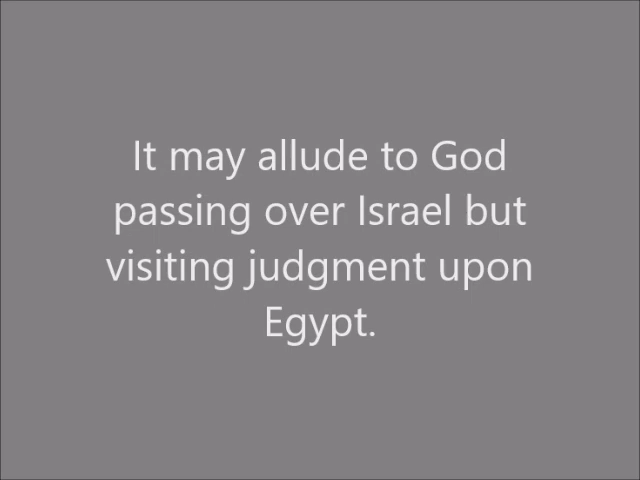 It may allude to God
passing over Israel but
visiting judgment upon
Egypt.